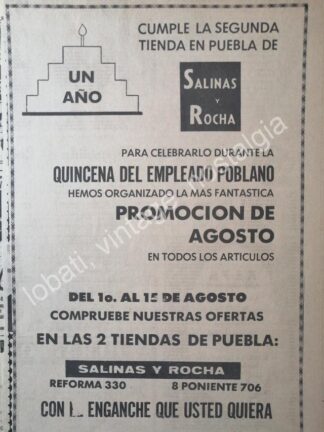 CUMPLE LA SEGUNDA
TIENDA EN PUEBLA DE
UN
AÑO
SALINAS
Y
ROCHA
PARA CELEBRARLO DURANTE LA
QUINCENA DEL EMPLEADO POBLANO
HEMOS ORGANIZADO LA MAS FANTASTICA
PROMOCION DE
AGOSTO
EN TODOS LOS ARTICULOS
DEL 1o. AL 15 DE AGOSTO
COMPRUEBE NUESTRAS OFERTAS
EN LAS 2 TIENDAS DE PUEBLA:
SALINAS Y ROCHA
REFORMA 330 8 PONIENTE 706
CON ENGANCHE QUE USTED QUIERA
lobati, vintage nostalgia